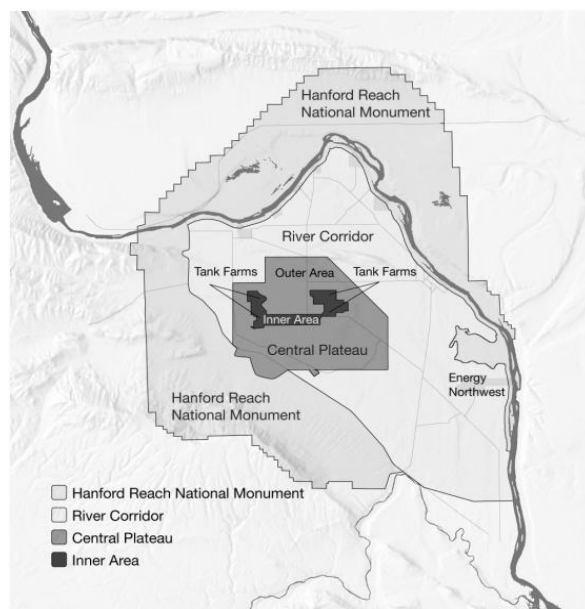 Hanford Reach
National Monument
River Corridor
Tank Farms
Outer Area
Tank Farms
Inner Area
Central Plateau
Energy
Northwest
Hanford Reach
National Monument
Hanford Reach National Monument
River Corridor
Central Plateau
Inner Area